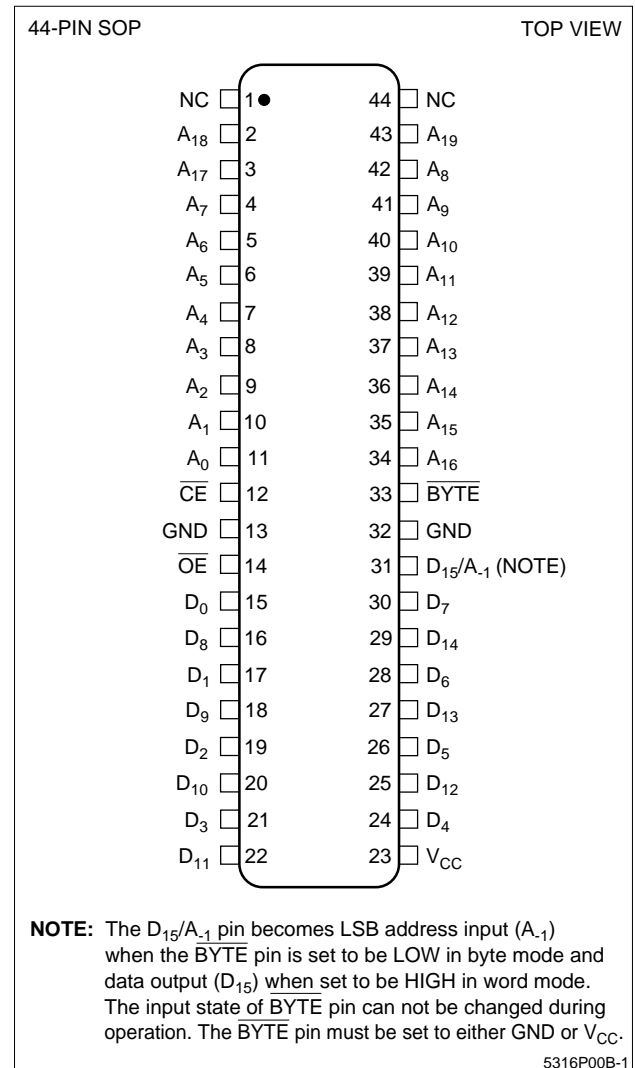 44-PIN SOP TOP VIEW
NC 1 44 NC
A18 2 43 A19
A17 3 42 A8
A7 4 41 A9
A6 5 40 A10
A5 6 39 A11
A4 7 38 A12
A3 8 37 A13
A2 9 36 A14
A1 10 35 A15
A0 11 34 A16
C̅E̅ 12 33 B̅Y̅T̅E̅
GND 13 32 GND
O̅E̅ 14 31 D15/A-1 (NOTE)
D0 15 30 D7
D8 16 29 D14
D1 17 28 D6
D9 18 27 D13
D2 19 26 D5
D10 20 25 D12
D3 21 24 D4
D11 22 23 VCC
NOTE: The D15/A-1 pin becomes LSB address input (A-1)
when the B̅Y̅T̅E̅ pin is set to be LOW in byte mode and
data output (D15) when set to be HIGH in word mode.
The input state of B̅Y̅T̅E̅ pin can not be changed during
operation. The B̅Y̅T̅E̅ pin must be set to either GND or VCC.
5316P00B-1